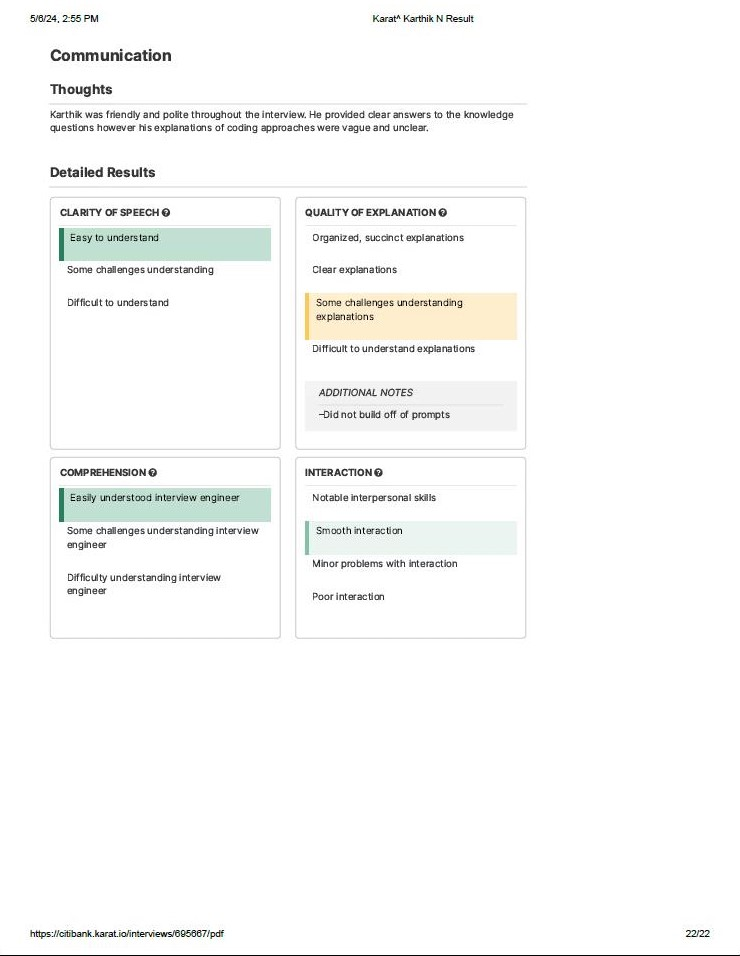 5/6/24, 2:55 PM
Karat^ Karthik N Result
Communication
Thoughts
Karthik was friendly and polite throughout the interview. He provided clear answers to the knowledge
questions however his explanations of coding approaches were vague and unclear.
Detailed Results
CLARITY OF SPEECH
Easy to understand
Some challenges understanding
Difficult to understand
QUALITY OF EXPLANATION
Organized, succinct explanations
Clear explanations
Some challenges understanding
explanations
Difficult to understand explanations
ADDITIONAL NOTES
–Did not build off of prompts
COMPREHENSION
Easily understood interview engineer
Some challenges understanding interview
engineer
Difficulty understanding interview
engineer
INTERACTION
Notable interpersonal skills
Smooth interaction
Minor problems with interaction
Poor interaction
https://citibank.karat.io/interviews/695667/pdf
22/22